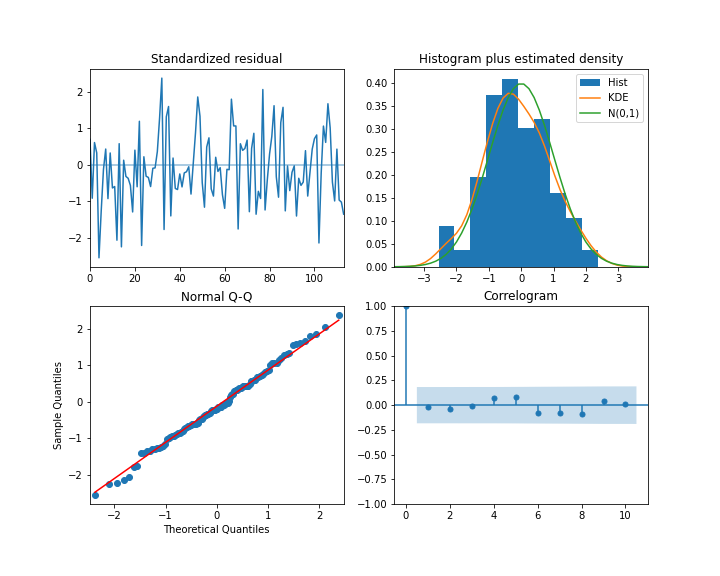 Standardized residual
2
1
0
−1
−2
0 20 40 60 80 100
Histogram plus estimated density
0.40
0.35
0.30
0.25
0.20
0.15
0.10
0.05
0.00
−3 −2 −1 0 1 2 3
Hist
KDE
N(0,1)
Normal Q-Q
Sample Quantiles
2
1
0
−1
−2
−2 −1 0 1 2
Theoretical Quantiles
Correlogram
1.00
0.75
0.50
0.25
0.00
−0.25
−0.50
−0.75
−1.00
0 2 4 6 8 10